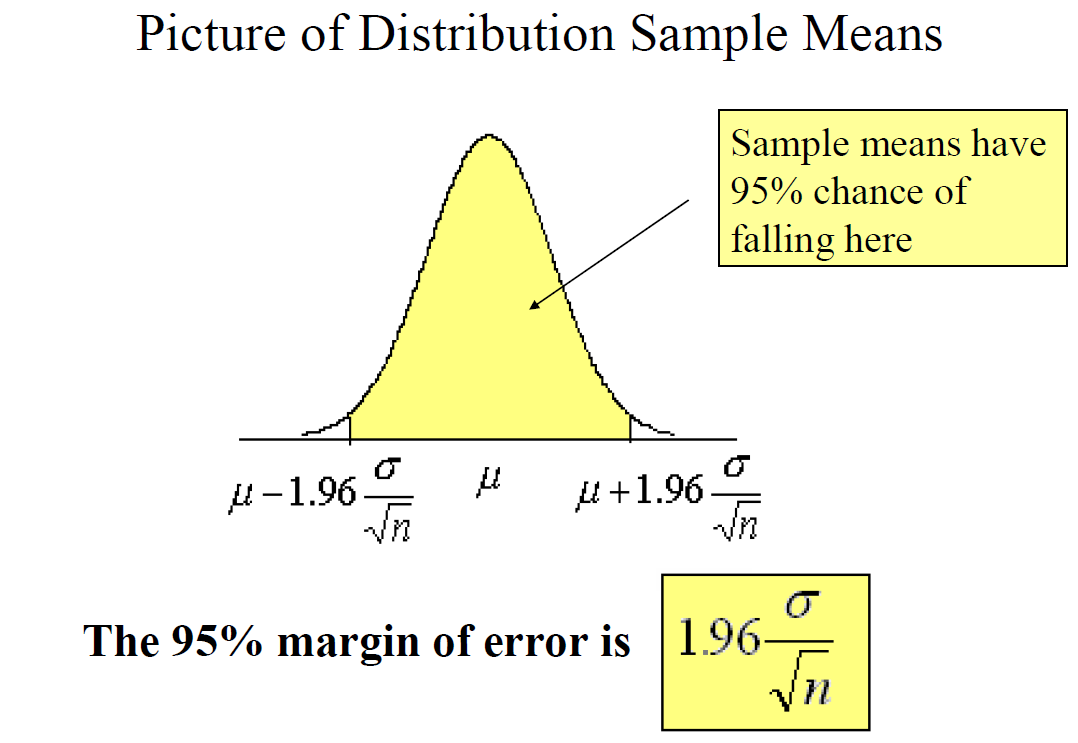 Picture of Distribution Sample Means
Sample means have
95% chance of
falling here
μ − 1.96 σ/√n
μ
μ + 1.96 σ/√n
The 95% margin of error is
1.96 σ/√n